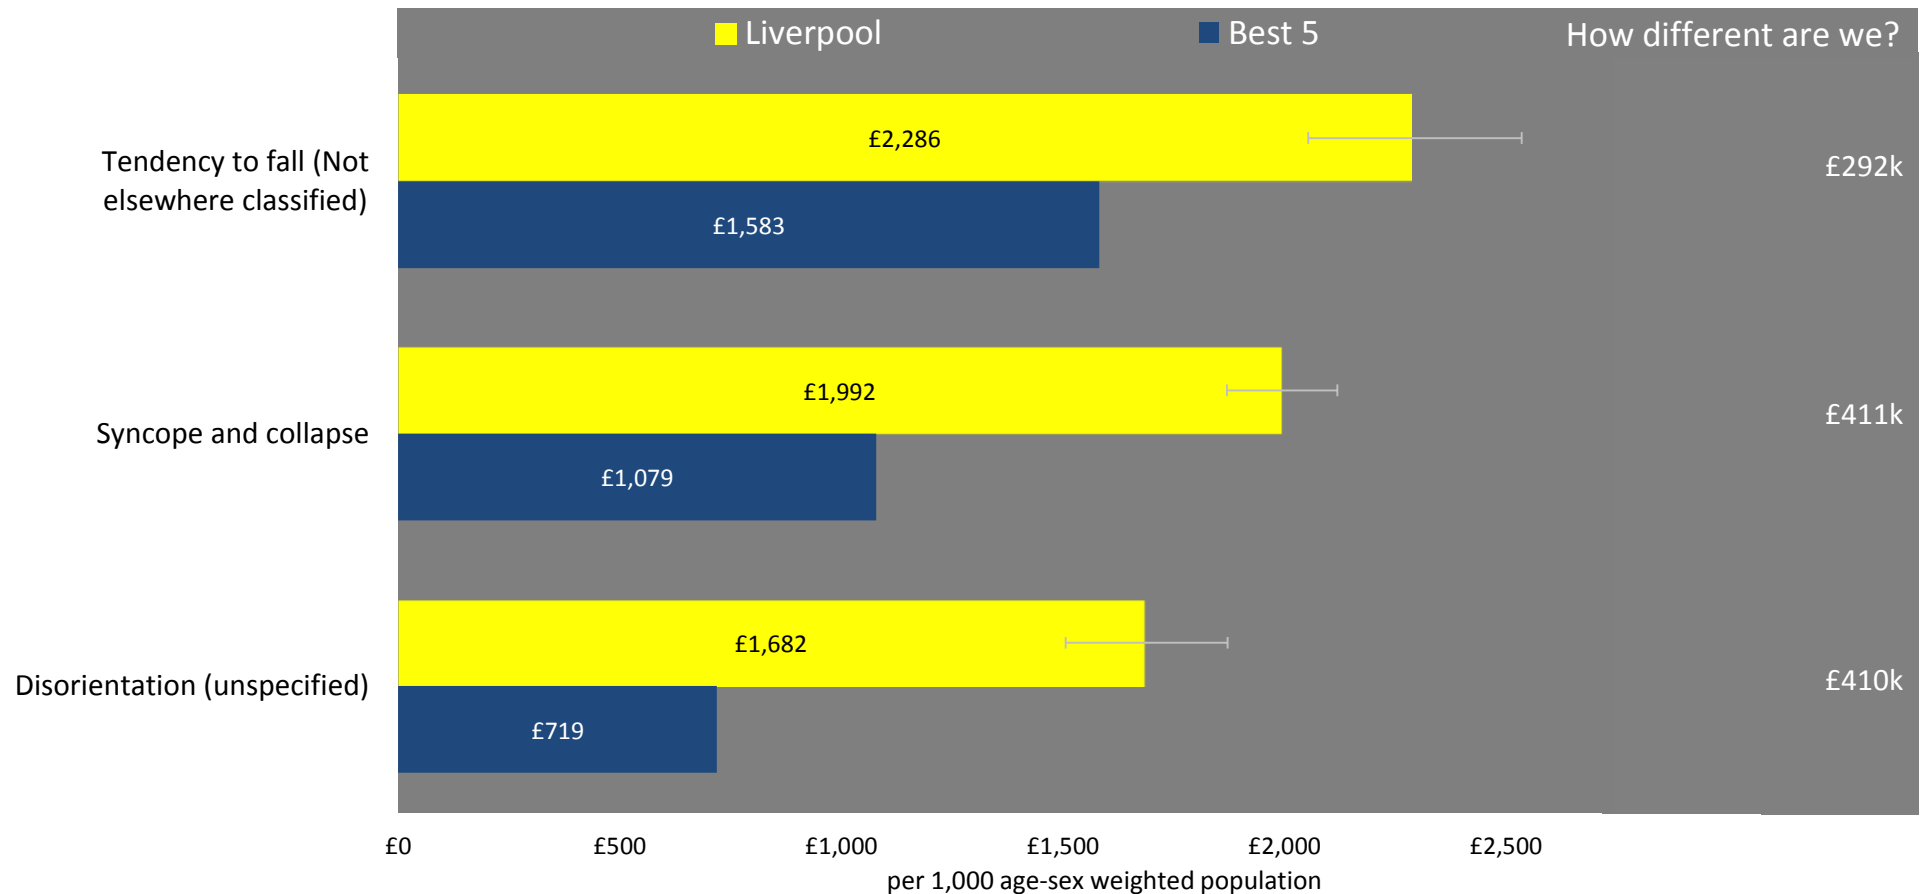 Liverpool
Best 5
How different are we?
Tendency to fall (Not
elsewhere classified)
£2,286
£1,583
£292k
Syncope and collapse
£1,992
£1,079
£411k
Disorientation (unspecified)
£1,682
£719
£410k
£0 £500 £1,000 £1,500 £2,000 £2,500
per 1,000 age-sex weighted population